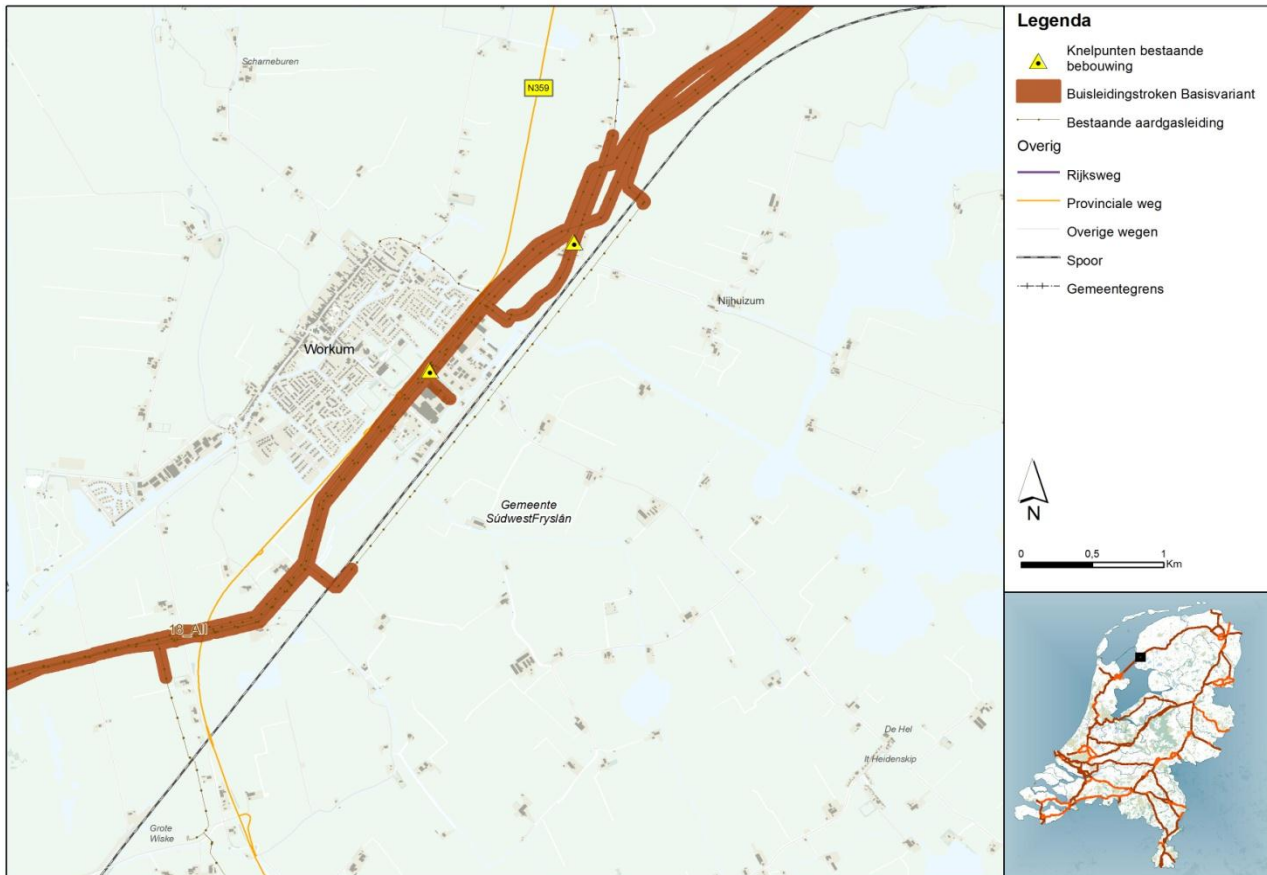 Scharneburen
N359
Nijhuizum
Workum
Gemeente
SúdwestFryslân
18_All
De Hel
It Heidenskip
Grote
Wiske
Legenda
Knelpunten bestaande
bebouwing
Buisleidingstroken Basisvariant
Bestaande aardgasleiding
Overig
Rijksweg
Provinciale weg
Overige wegen
Spoor
Gemeentegrens
N
0 0,5 1
Km